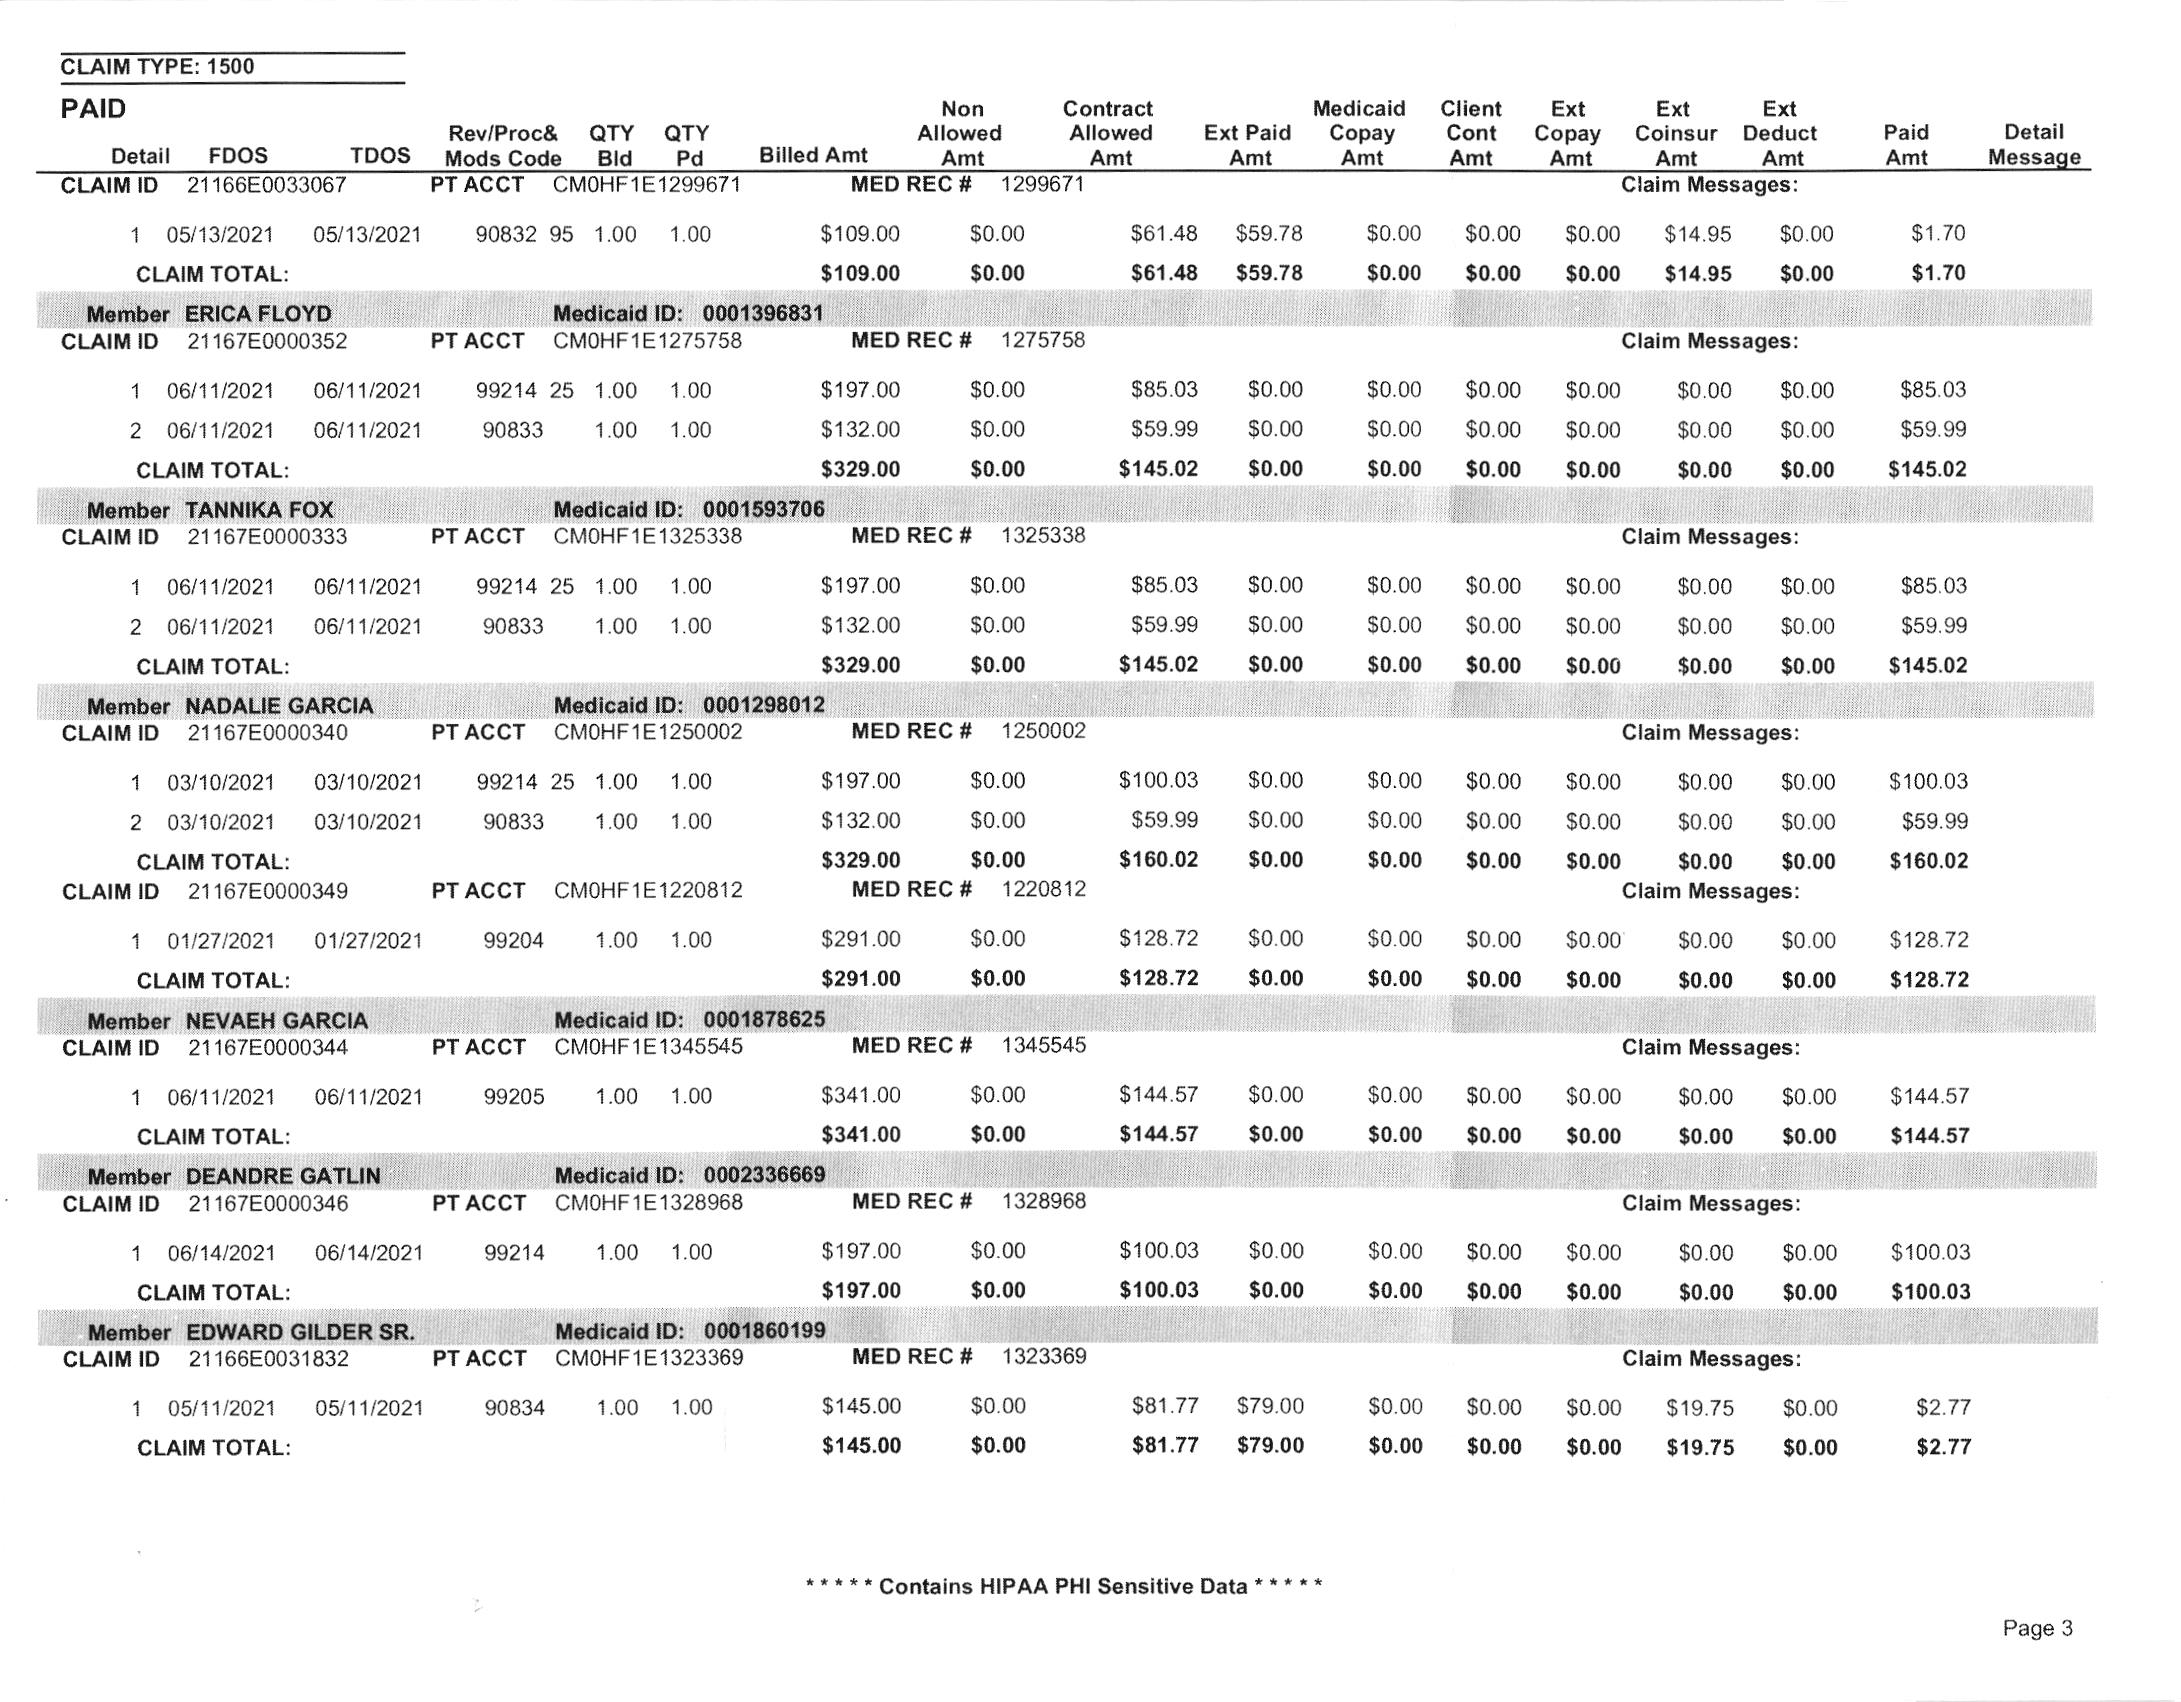 CLAIM TYPE: 1500
PAID
Non Contract Medicaid Client Ext Ext Ext
Rev/Proc& QTY QTY Allowed Allowed Ext Paid Copay Cont Copay Coinsur Deduct Paid Detail
Detail FDOS TDOS Mods Code Bld Pd Billed Amt Amt Amt Amt Amt Amt Amt Amt Amt Amt Message
CLAIM ID 21166E0033067 PT ACCT CM0HF1E1299671 MED REC # 1299671 Claim Messages:
1 05/13/2021 05/13/2021 90832 95 1.00 1.00 $109.00 $0.00 $61.48 $59.78 $0.00 $0.00 $0.00 $14.95 $0.00 $1.70
CLAIM TOTAL: $109.00 $0.00 $61.48 $59.78 $0.00 $0.00 $0.00 $14.95 $0.00 $1.70
Member ERICA FLOYD Medicaid ID: 0001396831
CLAIM ID 21167E0000352 PT ACCT CM0HF1E1275758 MED REC # 1275758 Claim Messages:
1 06/11/2021 06/11/2021 99214 25 1.00 1.00 $197.00 $0.00 $85.03 $0.00 $0.00 $0.00 $0.00 $0.00 $0.00 $85.03
2 06/11/2021 06/11/2021 90833 1.00 1.00 $132.00 $0.00 $59.99 $0.00 $0.00 $0.00 $0.00 $0.00 $0.00 $59.99
CLAIM TOTAL: $329.00 $0.00 $145.02 $0.00 $0.00 $0.00 $0.00 $0.00 $0.00 $145.02
Member TANNIKA FOX Medicaid ID: 0001593706
CLAIM ID 21167E0000333 PT ACCT CM0HF1E1325338 MED REC # 1325338 Claim Messages:
1 06/11/2021 06/11/2021 99214 25 1.00 1.00 $197.00 $0.00 $85.03 $0.00 $0.00 $0.00 $0.00 $0.00 $0.00 $85.03
2 06/11/2021 06/11/2021 90833 1.00 1.00 $132.00 $0.00 $59.99 $0.00 $0.00 $0.00 $0.00 $0.00 $0.00 $59.99
CLAIM TOTAL: $329.00 $0.00 $145.02 $0.00 $0.00 $0.00 $0.00 $0.00 $0.00 $145.02
Member NADALIE GARCIA Medicaid ID: 0001298012
CLAIM ID 21167E0000340 PT ACCT CM0HF1E1250002 MED REC # 1250002 Claim Messages:
1 03/10/2021 03/10/2021 99214 25 1.00 1.00 $197.00 $0.00 $100.03 $0.00 $0.00 $0.00 $0.00 $0.00 $0.00 $100.03
2 03/10/2021 03/10/2021 90833 1.00 1.00 $132.00 $0.00 $59.99 $0.00 $0.00 $0.00 $0.00 $0.00 $0.00 $59.99
CLAIM TOTAL: $329.00 $0.00 $160.02 $0.00 $0.00 $0.00 $0.00 $0.00 $0.00 $160.02
CLAIM ID 21167E0000349 PT ACCT CM0HF1E1220812 MED REC # 1220812 Claim Messages:
1 01/27/2021 01/27/2021 99204 1.00 1.00 $291.00 $0.00 $128.72 $0.00 $0.00 $0.00 $0.00 $0.00 $0.00 $128.72
CLAIM TOTAL: $291.00 $0.00 $128.72 $0.00 $0.00 $0.00 $0.00 $0.00 $0.00 $128.72
Member NEVAEH GARCIA Medicaid ID: 0001878625
CLAIM ID 21167E0000344 PT ACCT CM0HF1E1345545 MED REC # 1345545 Claim Messages:
1 06/11/2021 06/11/2021 99205 1.00 1.00 $341.00 $0.00 $144.57 $0.00 $0.00 $0.00 $0.00 $0.00 $0.00 $144.57
CLAIM TOTAL: $341.00 $0.00 $144.57 $0.00 $0.00 $0.00 $0.00 $0.00 $0.00 $144.57
Member DEANDRE GATLIN Medicaid ID: 0002336669
CLAIM ID 21167E0000346 PT ACCT CM0HF1E1328968 MED REC # 1328968 Claim Messages:
1 06/14/2021 06/14/2021 99214 1.00 1.00 $197.00 $0.00 $100.03 $0.00 $0.00 $0.00 $0.00 $0.00 $0.00 $100.03
CLAIM TOTAL: $197.00 $0.00 $100.03 $0.00 $0.00 $0.00 $0.00 $0.00 $0.00 $100.03
Member EDWARD GILDER SR. Medicaid ID: 0001860199
CLAIM ID 21166E0031832 PT ACCT CM0HF1E1323369 MED REC # 1323369 Claim Messages:
1 05/11/2021 05/11/2021 90834 1.00 1.00 $145.00 $0.00 $81.77 $79.00 $0.00 $0.00 $0.00 $19.75 $0.00 $2.77
CLAIM TOTAL: $145.00 $0.00 $81.77 $79.00 $0.00 $0.00 $0.00 $19.75 $0.00 $2.77
* * * * * Contains HIPAA PHI Sensitive Data * * * * *
Page 3